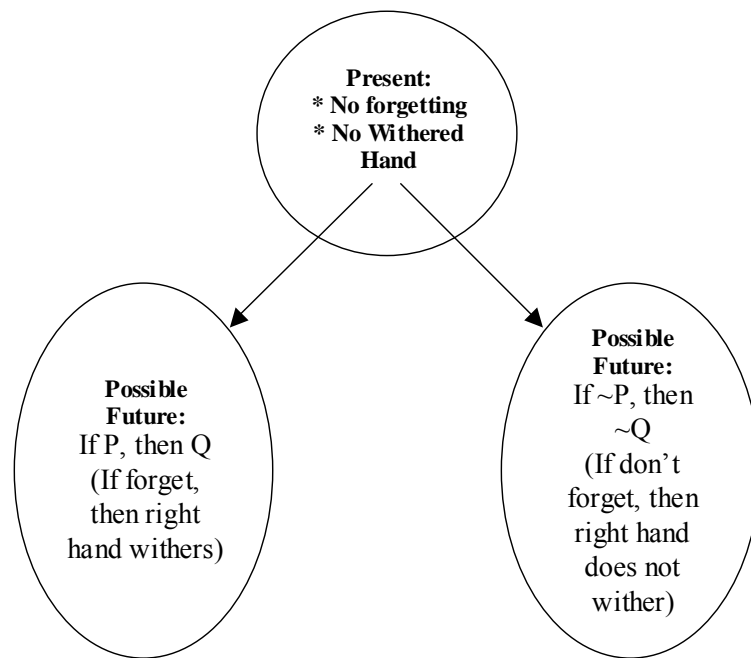 Present:
* No forgetting
* No Withered
Hand
Possible
Future:
If P, then Q
(If forget,
then right
hand withers)
Possible
Future:
If ~P, then
~Q
(If don’t
forget, then
right hand
does not
wither)